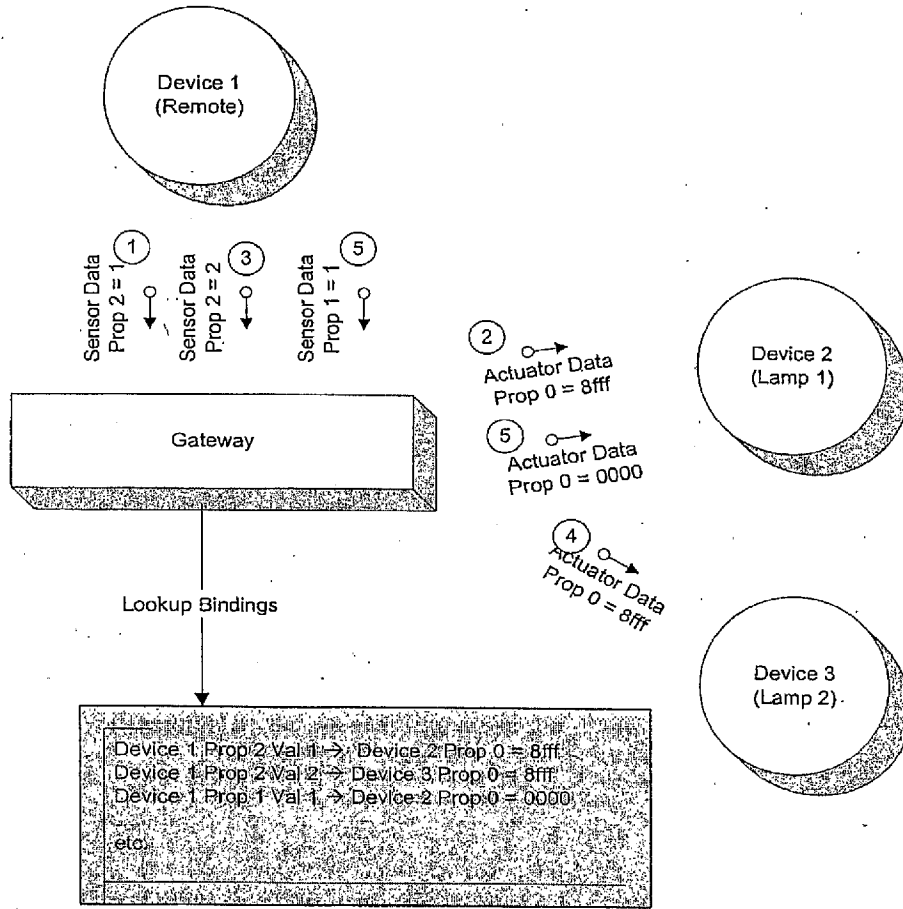 Device 1
(Remote)
1
Sensor Data
Prop 2 = 1
3
Sensor Data
Prop 2 = 2
5
Sensor Data
Prop 1 = 1
2
Actuator Data
Prop 0 = 8fff
5
Actuator Data
Prop 0 = 0000
4
Actuator Data
Prop 0 = 8fff
Device 2
(Lamp 1)
Gateway
Lookup Bindings
Device 3
(Lamp 2)
Device 1 Prop 2 Val 1 → Device 2 Prop 0 = 8fff
Device 1 Prop 2 Val 2 → Device 3 Prop 0 = 8fff
Device 1 Prop 1 Val 1 → Device 2 Prop 0 = 0000
etc.